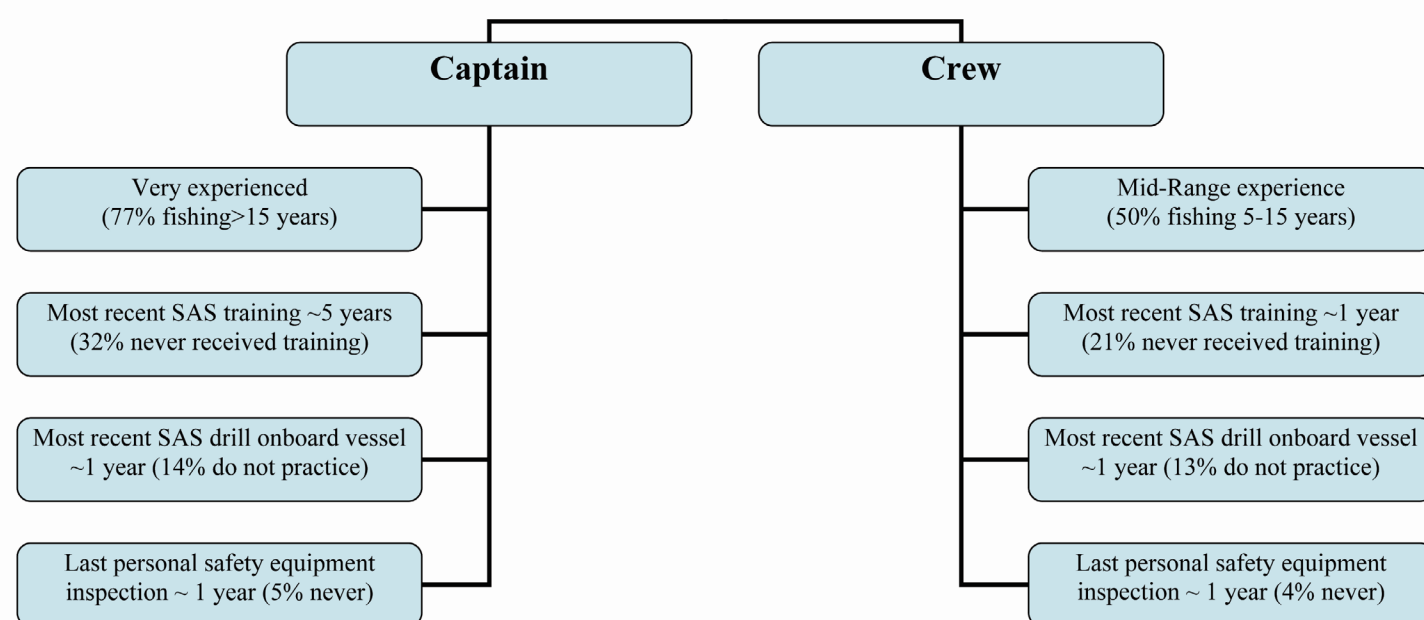 Captain
Very experienced
(77% fishing>15 years)
Most recent SAS training ~5 years
(32% never received training)
Most recent SAS drill onboard vessel
~1 year (14% do not practice)
Last personal safety equipment
inspection ~ 1 year (5% never)
Crew
Mid-Range experience
(50% fishing 5-15 years)
Most recent SAS training ~1 year
(21% never received training)
Most recent SAS drill onboard vessel
~1 year (13% do not practice)
Last personal safety equipment
inspection ~ 1 year (4% never)